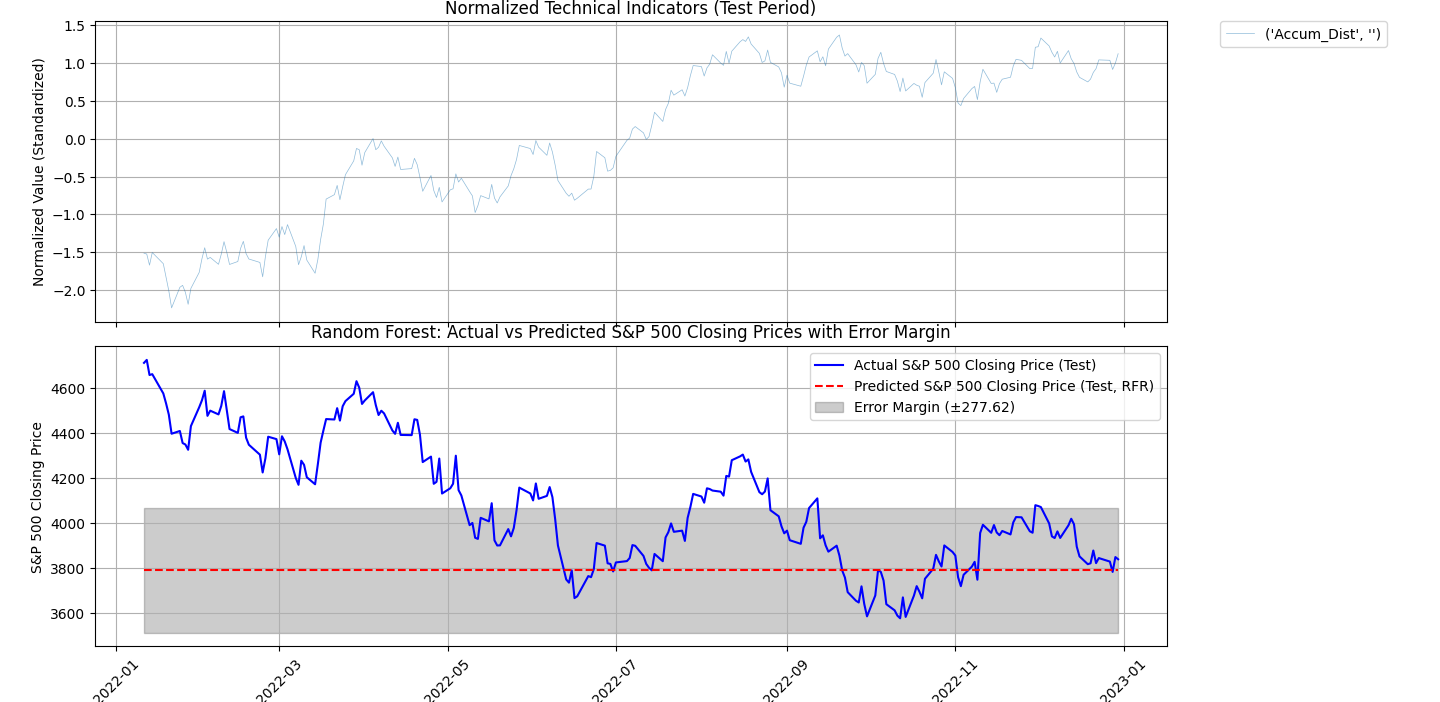 Normalized Technical Indicators (Test Period)
('Accum_Dist', '')
Normalized Value (Standardized)
1.5
1.0
0.5
0.0
−0.5
−1.0
−1.5
−2.0
Random Forest: Actual vs Predicted S&P 500 Closing Prices with Error Margin
Actual S&P 500 Closing Price (Test)
Predicted S&P 500 Closing Price (Test, RFR)
Error Margin (±277.62)
S&P 500 Closing Price
4600
4400
4200
4000
3800
3600
2022-01
2022-03
2022-05
2022-07
2022-09
2022-11
2023-01